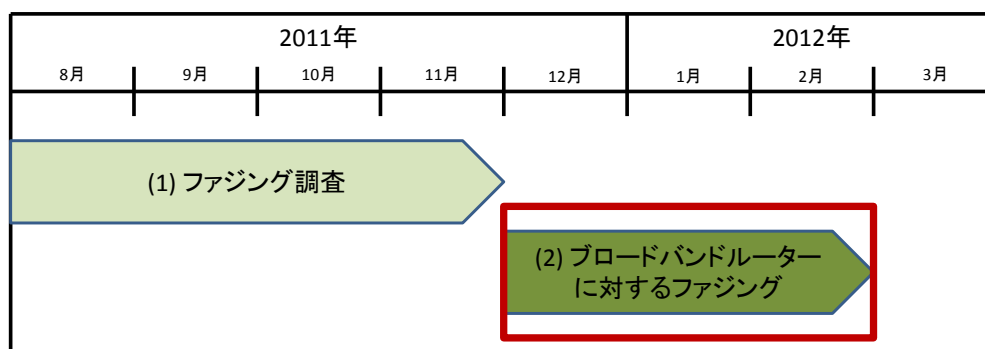 2011年 2012年
8月 9月 10月 11月 12月 1月 2月 3月
(1) ファジング調査
(2) ブロードバンドルーター
に対するファジング